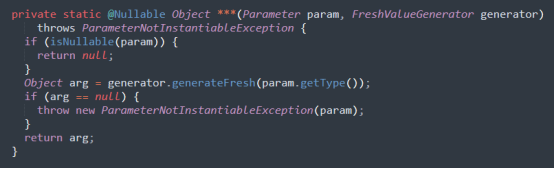 private static @Nullable Object ***(Parameter param, FreshValueGenerator generator)
    throws ParameterNotInstantiableException {
  if (isNullable(param)) {
    return null;
  }
  Object arg = generator.generateFresh(param.getType());
  if (arg == null) {
    throw new ParameterNotInstantiableException(param);
  }
  return arg;
}